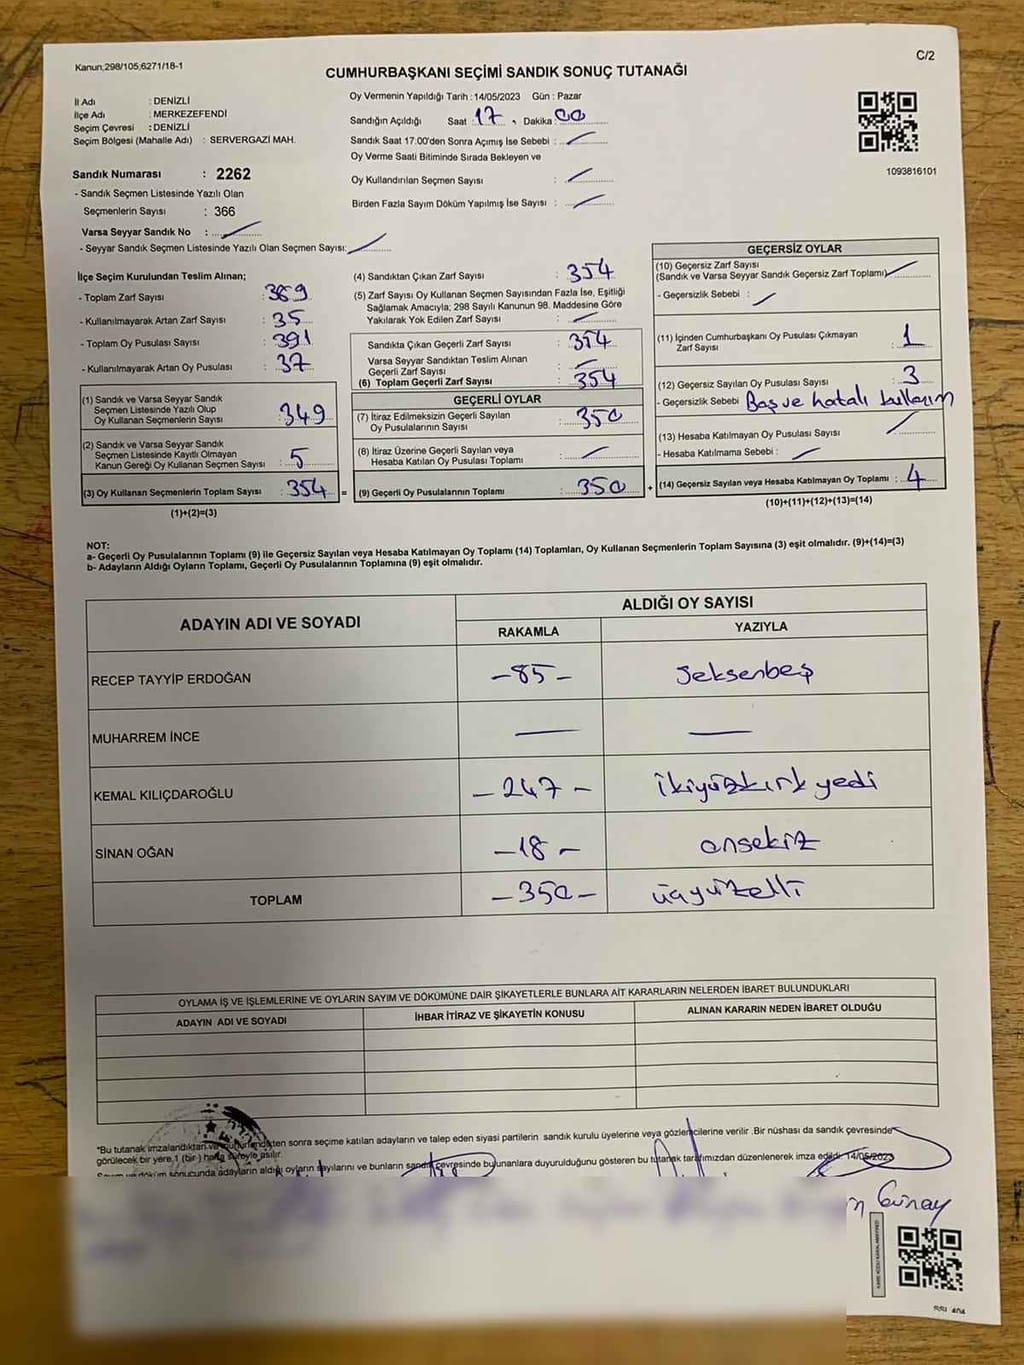 Kanun;298/105;6271/18-1
C/2
CUMHURBAŞKANI SEÇİMİ SANDIK SONUÇ TUTANAĞI
İl Adı : DENİZLİ
İlçe Adı : MERKEZEFENDİ
Seçim Çevresi : DENİZLİ
Seçim Bölgesi (Mahalle Adı) : SERVERGAZİ MAH.
Oy Vermenin Yapıldığı Tarih :14/05/2023 Gün : Pazar
Sandığın Açıldığı Saat : 17 Dakika : 00
Sandık Saat 17:00'den Sonra Açımış İse Sebebi :
Oy Verme Saati Bitiminde Sırada Bekleyen ve
Oy Kullandırılan Seçmen Sayısı :
Birden Fazla Sayım Döküm Yapılmış İse Sayısı :
1093816101
Sandık Numarası : 2262
- Sandık Seçmen Listesinde Yazılı Olan
Seçmenlerin Sayısı : 366
Varsa Seyyar Sandık No :
- Seyyar Sandık Seçmen Listesinde Yazılı Olan Seçmen Sayısı:
İlçe Seçim Kurulundan Teslim Alınan;
- Toplam Zarf Sayısı : 389
- Kullanılmayarak Artan Zarf Sayısı : 35
- Toplam Oy Pusulası Sayısı : 391
- Kullanılmayarak Artan Oy Pusulası : 37
(1) Sandık ve Varsa Seyyar Sandık
Seçmen Listesinde Yazılı Olup
Oy Kullanan Seçmenlerin Sayısı : 349
(2) Sandık ve Varsa Seyyar Sandık
Seçmen Listesinde Kayıtlı Olmayan
Kanun Gereği Oy Kullanan Seçmen Sayısı : 5
(3) Oy Kullanan Seçmenlerin Toplam Sayısı : 354 =
(1)+(2)=(3)
(4) Sandıktan Çıkan Zarf Sayısı : 354
(5) Zarf Sayısı Oy Kullanan Seçmen Sayısından Fazla İse, Eşitliği
Sağlamak Amacıyla; 298 Sayılı Kanunun 98. Maddesine Göre
Yakılarak Yok Edilen Zarf Sayısı :
Sandıkta Çıkan Geçerli Zarf Sayısı : 354
Varsa Seyyar Sandıktan Teslim Alınan
Geçerli Zarf Sayısı :
(6) Toplam Geçerli Zarf Sayısı : 354
GEÇERLİ OYLAR
(7) İtiraz Edilmeksizin Geçerli Sayılan
Oy Pusulalarının Sayısı : 350
(8) İtiraz Üzerine Geçerli Sayılan veya
Hesaba Katılan Oy Pusulası Toplamı :
(9) Geçerli Oy Pusulalarının Toplamı : 350 +
GEÇERSİZ OYLAR
(10) Geçersiz Zarf Sayısı
(Sandık ve Varsa Seyyar Sandık Geçersiz Zarf Toplamı)
- Geçersizlik Sebebi :
(11) İçinden Cumhurbaşkanı Oy Pusulası Çıkmayan
Zarf Sayısı : 1
(12) Geçersiz Sayılan Oy Pusulası Sayısı : 3
- Geçersizlik Sebebi Boş ve hatalı kullanım
(13) Hesaba Katılmayan Oy Pusulası Sayısı :
- Hesaba Katılmama Sebebi :
(14) Geçersiz Sayılan veya Hesaba Katılmayan Oy Toplamı : 4
(10)+(11)+(12)+(13)=(14)
NOT:
a- Geçerli Oy Pusulalarının Toplamı (9) ile Geçersiz Sayılan veya Hesaba Katılmayan Oy Toplamı (14) Toplamları, Oy Kullanan Seçmenlerin Toplam Sayısına (3) eşit olmalıdır. (9)+(14)=(3)
b- Adayların Aldığı Oyların Toplamı, Geçerli Oy Pusulalarının Toplamına (9) eşit olmalıdır.
ADAYIN ADI VE SOYADI
ALDIĞI OY SAYISI
RAKAMLA YAZIYLA
RECEP TAYYİP ERDOĞAN -85- Seksenbeş
MUHARREM İNCE
KEMAL KILIÇDAROĞLU -247- İkiyüzkırkyedi
SİNAN OĞAN -18- onsekiz
TOPLAM -350- üçyüzelli
OYLAMA İŞ VE İŞLEMLERİNE VE OYLARIN SAYIM VE DÖKÜMÜNE DAİR ŞİKAYETLERLE BUNLARA AİT KARARLARIN NELERDEN İBARET BULUNDUKLARI
ADAYIN ADI VE SOYADI İHBAR İTİRAZ VE ŞİKAYETİN KONUSU ALINAN KARARIN NEDEN İBARET OLDUĞU
*Bu tutanak imzalandıktan ve mühürlendikten sonra seçime katılan adayların ve talep eden siyasi partilerin sandık kurulu üyelerine veya gözlemcilerine verilir .Bir nüshası da sandık çevresinde
görülecek bir yere 1 (bir) hafta süreyle asılır.
Sayım ve döküm sonucunda adayların aldığı oyların sayılarını ve bunların sandık çevresinde bulunanlara duyurulduğunu gösteren bu tutanak tarafımızdan düzenlenerek imza edildi. 14/05/2023
Günay